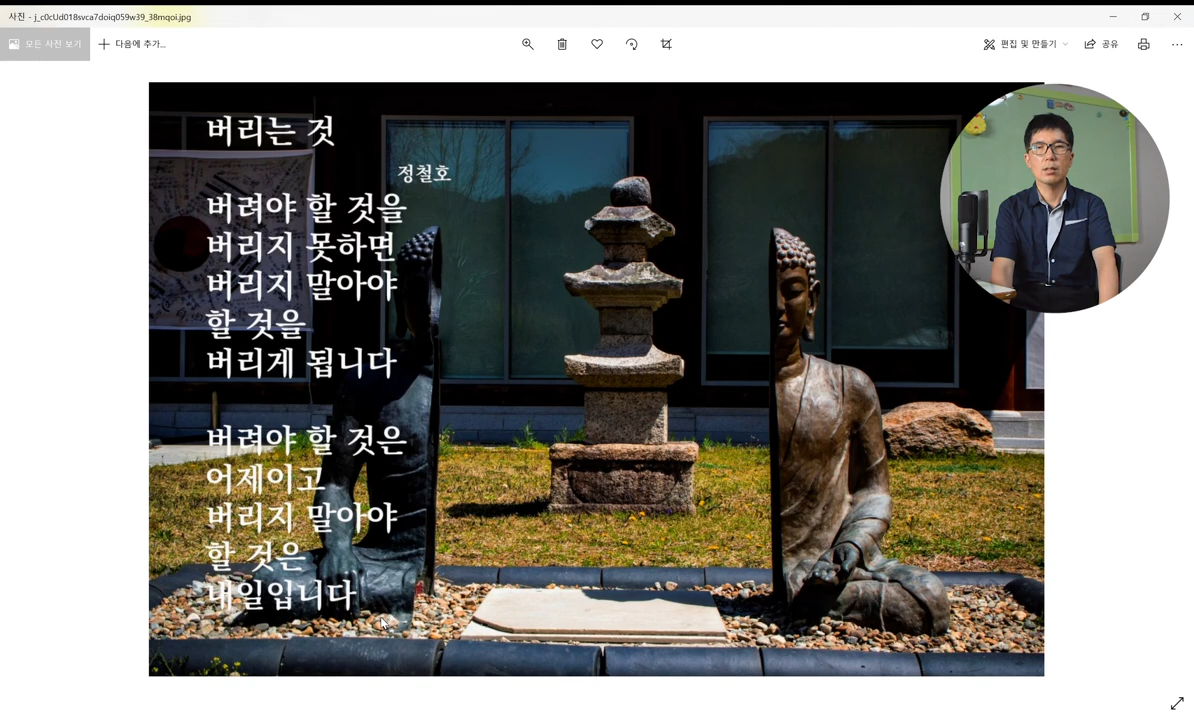 사진 - j_c0cUd018svca7doiq059w39_38mqoi.jpg
모든 사진 보기
다음에 추가...
편집 및 만들기
공유
버리는 것
정철호
버려야 할 것을
버리지 못하면
버리지 말아야
할 것을
버리게 됩니다
버려야 할 것은
어제이고
버리지 말아야
할 것은
내일입니다